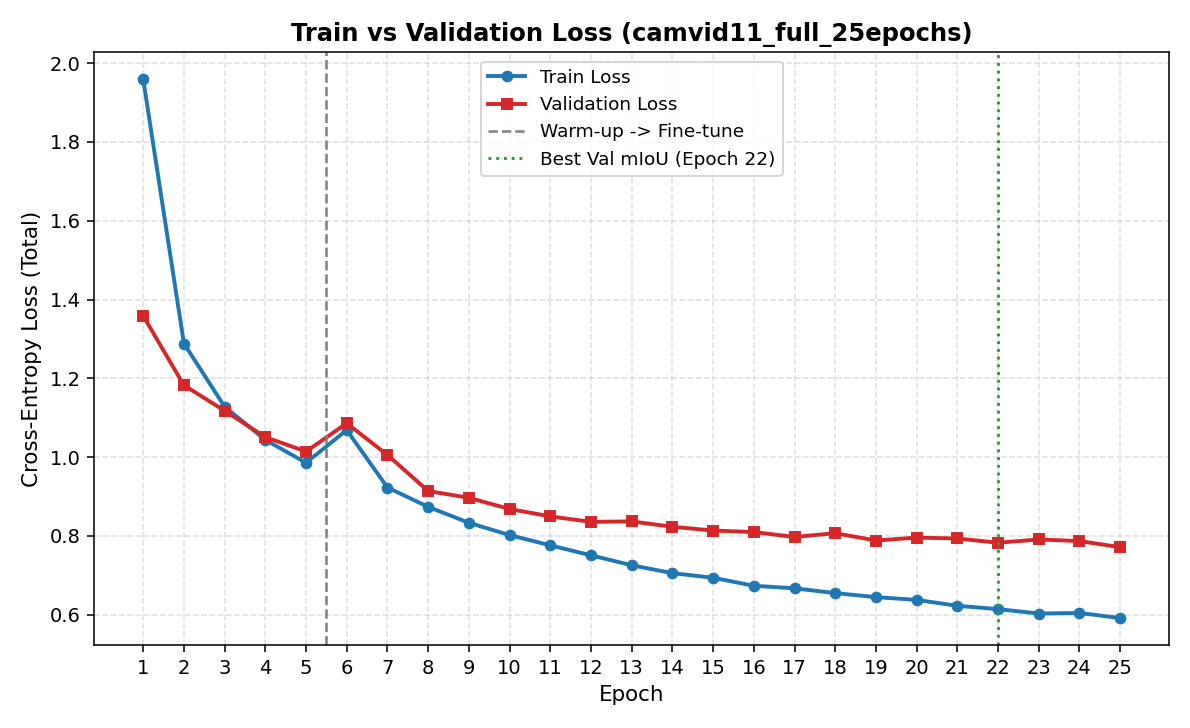 Train vs Validation Loss (camvid11_full_25epochs)
Train Loss
Validation Loss
Warm-up -> Fine-tune
Best Val mIoU (Epoch 22)
Cross-Entropy Loss (Total)
2.0
1.8
1.6
1.4
1.2
1.0
0.8
0.6
1 2 3 4 5 6 7 8 9 10 11 12 13 14 15 16 17 18 19 20 21 22 23 24 25
Epoch